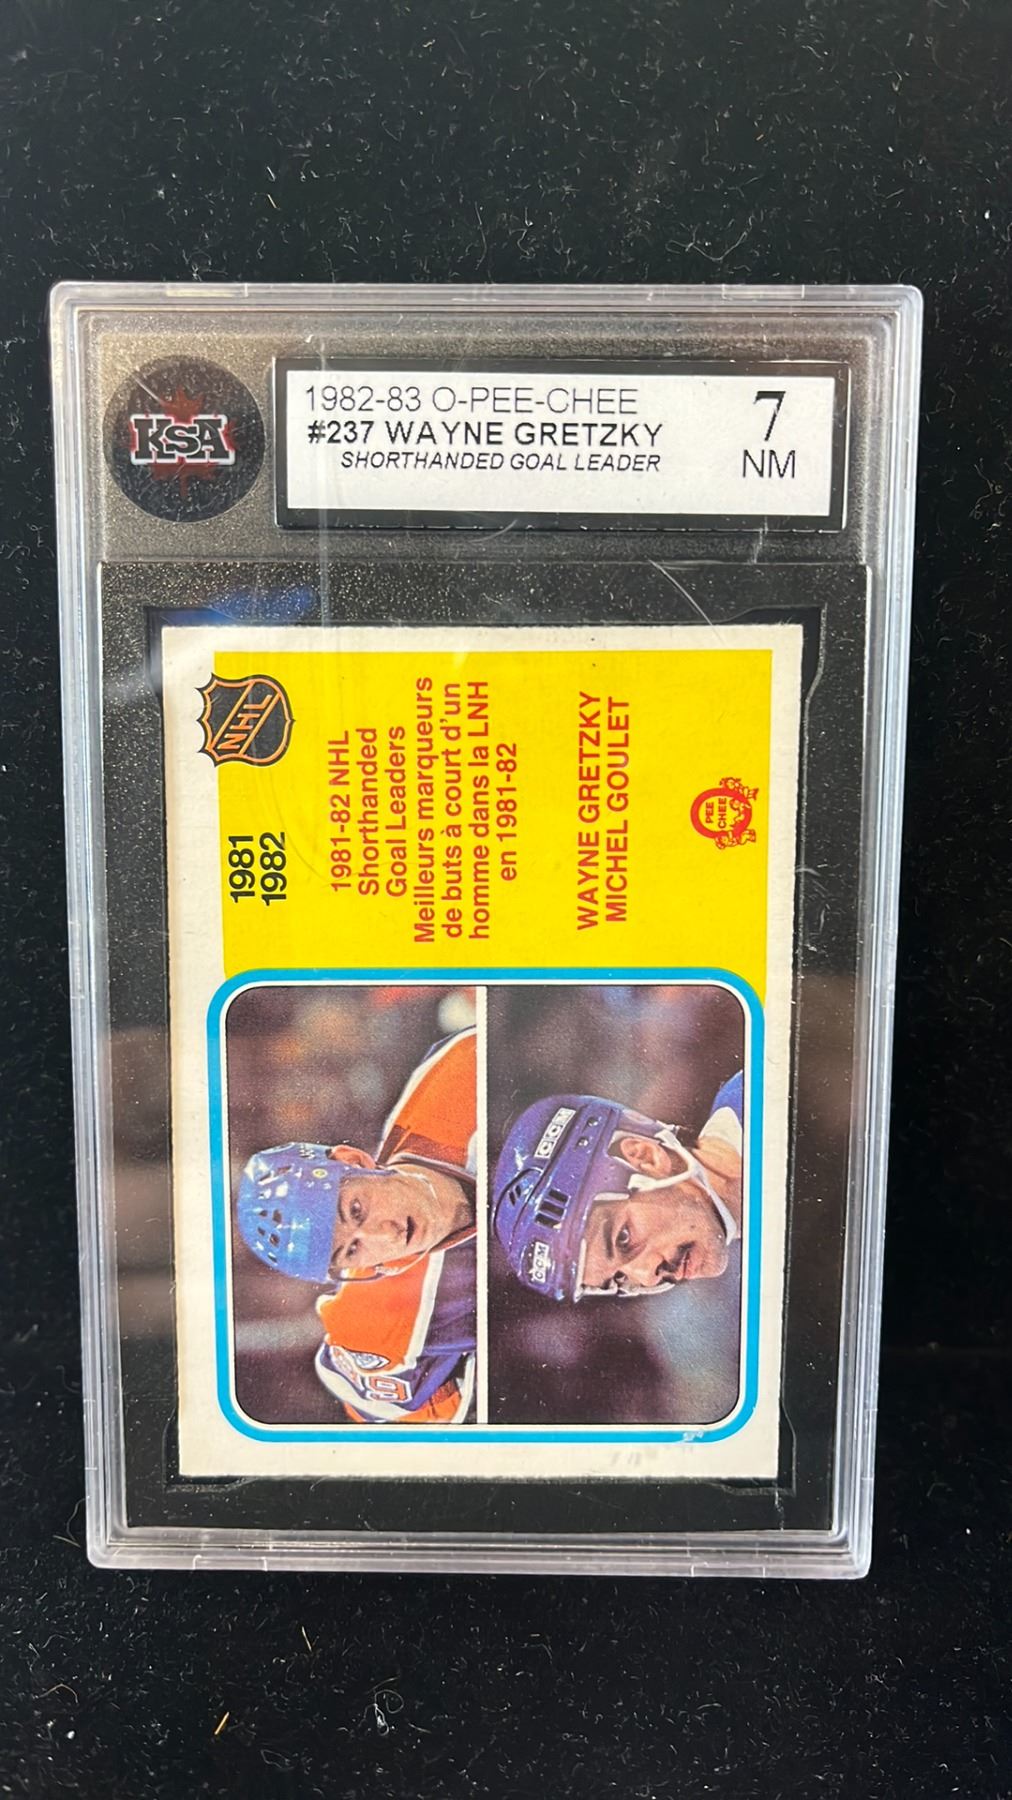 KSA
1982-83 O-PEE-CHEE
#237 WAYNE GRETZKY
SHORTHANDED GOAL LEADER
7
NM
NHL
1981
1982
1981-82 NHL
Shorthanded
Goal Leaders
Meilleurs marqueurs
de buts à court d'un
homme dans la LNH
en 1981-82
WAYNE GRETZKY
MICHEL GOULET
O
PEE
CHEE
CCM
CCM